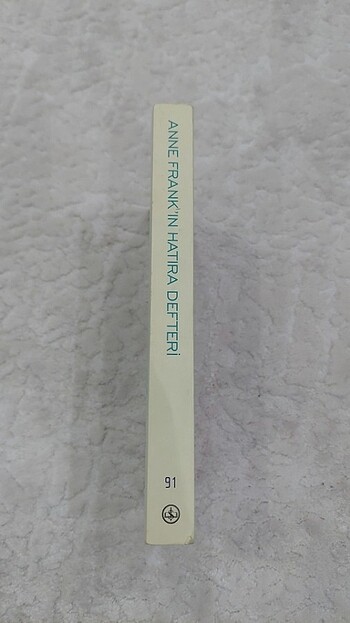 ANNE FRANK'IN HATIRA DEFTERİ
91